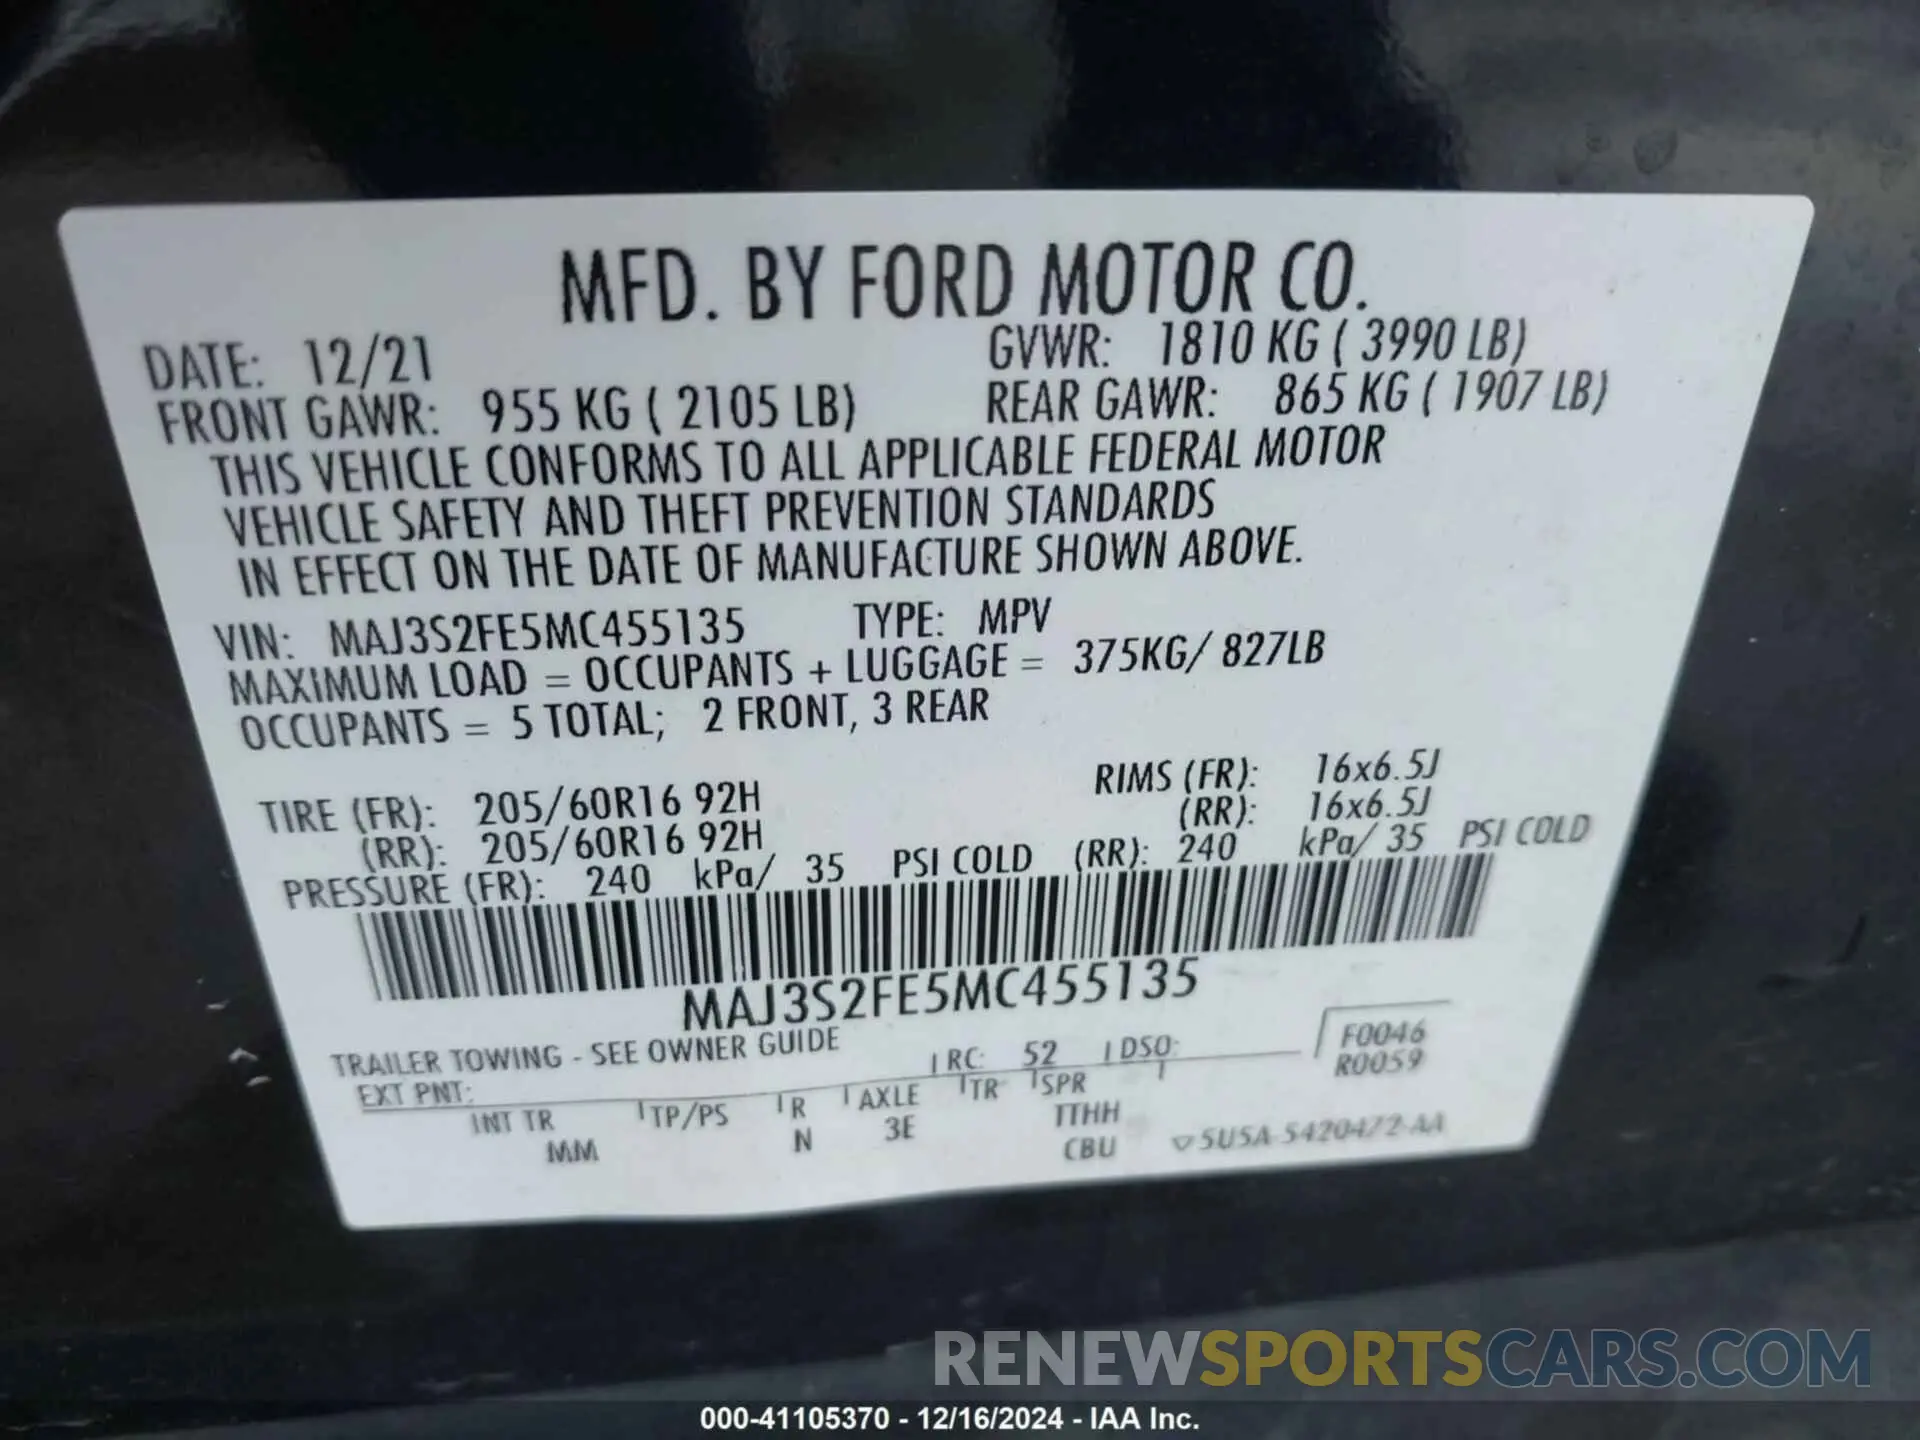 MFD. BY FORD MOTOR CO.
DATE: 12/21 GVWR: 1810 KG ( 3990 LB)
FRONT GAWR: 955 KG ( 2105 LB) REAR GAWR: 865 KG ( 1907 LB)
THIS VEHICLE CONFORMS TO ALL APPLICABLE FEDERAL MOTOR
VEHICLE SAFETY AND THEFT PREVENTION STANDARDS
IN EFFECT ON THE DATE OF MANUFACTURE SHOWN ABOVE.
VIN: MAJ3S2FE5MC455135 TYPE: MPV
MAXIMUM LOAD = OCCUPANTS + LUGGAGE = 375KG/ 827LB
OCCUPANTS = 5 TOTAL; 2 FRONT, 3 REAR
TIRE (FR): 205/60R16 92H RIMS (FR): 16x6.5J
(RR): 205/60R16 92H (RR): 16x6.5J
PRESSURE (FR): 240 kPa/ 35 PSI COLD (RR): 240 kPa/ 35 PSI COLD
MAJ3S2FE5MC455135
TRAILER TOWING - SEE OWNER GUIDE
EXT PNT: RC: 52 DSO: F0046
R0059
INT TR TP/PS R AXLE TR SPR
MM N 3E TTHH
CBU ▽ 5U5A-5420472-AA
RENEWSPORTSCARS.COM
000-41105370 - 12/16/2024 - IAA Inc.